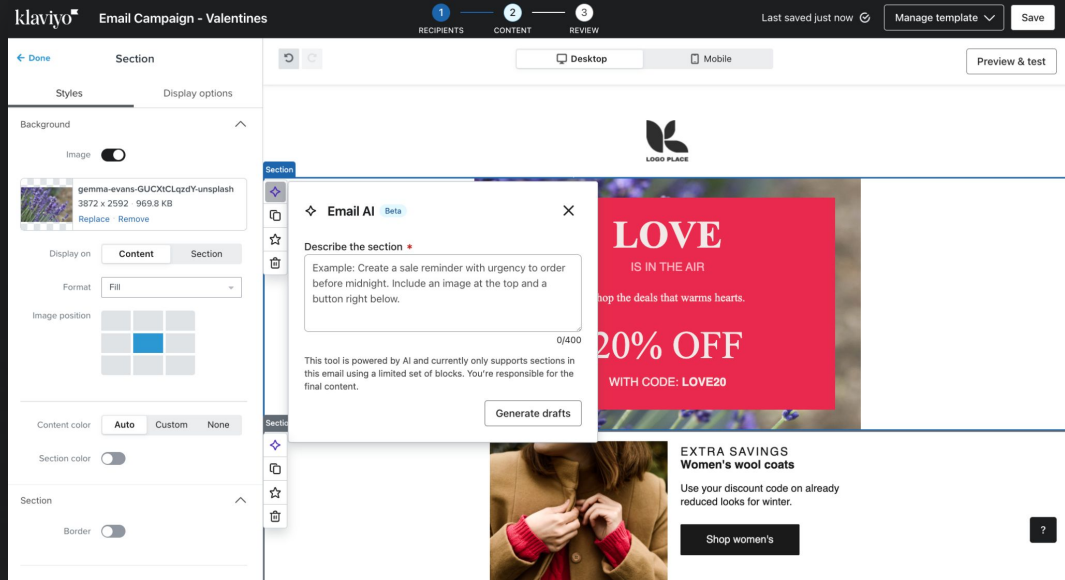 klaviyo
Email Campaign - Valentines
1
2
3
RECIPIENTS
CONTENT
REVIEW
Last saved just now
Manage template
Save
← Done
Section
Styles
Display options
Background
Image
gemma-evans-GUCXtCLqzdY-unsplash
3872 x 2592 · 969.8 KB
Replace · Remove
Display on
Content
Section
Format
Fill
Image position
Content color
Auto
Custom
None
Section color
Section
Border
Desktop
Mobile
Preview & test
LOGO PLACE
Section
Email AI
Beta
Describe the section *
Example: Create a sale reminder with urgency to order
before midnight. Include an image at the top and a
button right below.
0/400
This tool is powered by AI and currently only supports sections in
this email using a limited set of blocks. You're responsible for the
final content.
Generate drafts
LOVE
IS IN THE AIR
hop the deals that warms hearts.
20% OFF
WITH CODE: LOVE20
Sectio
EXTRA SAVINGS
Women's wool coats
Use your discount code on already
reduced looks for winter.
Shop women's
?